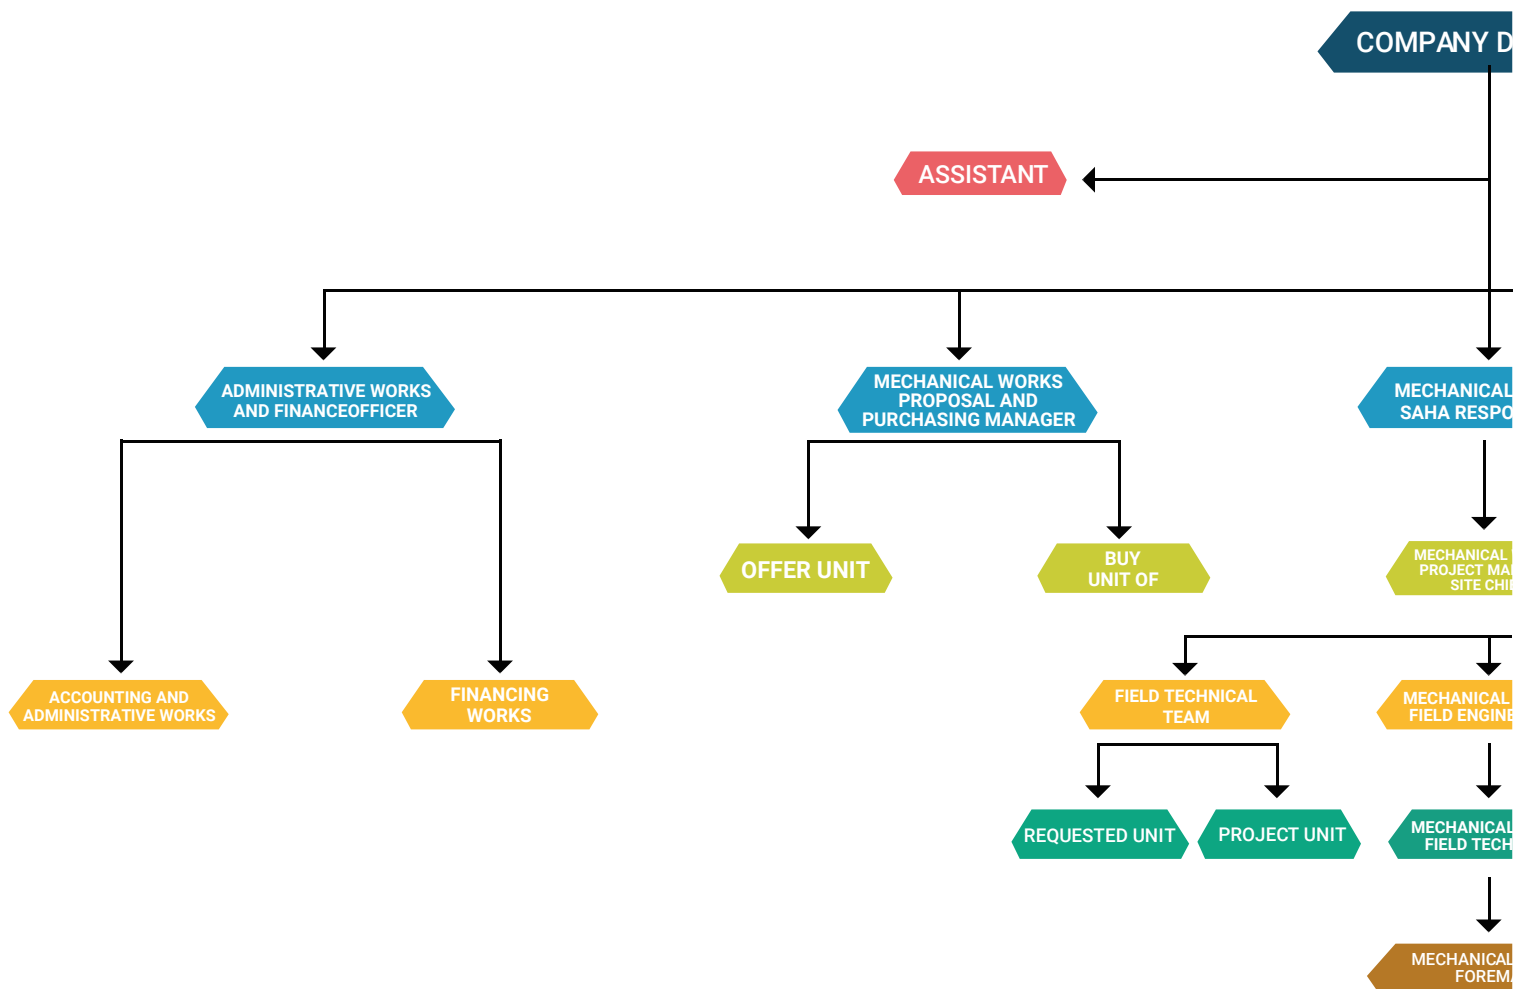 COMPANY D
ASSISTANT
ADMINISTRATIVE WORKS
AND FINANCEOFFICER
MECHANICAL WORKS
PROPOSAL AND
PURCHASING MANAGER
MECHANICAL
SAHA RESPO
OFFER UNIT
BUY
UNIT OF
MECHANICAL
PROJECT MA
SITE CHI
ACCOUNTING AND
ADMINISTRATIVE WORKS
FINANCING
WORKS
FIELD TECHNICAL
TEAM
MECHANICAL
FIELD ENGINE
REQUESTED UNIT
PROJECT UNIT
MECHANICAL
FIELD TECH
MECHANICAL
FOREM